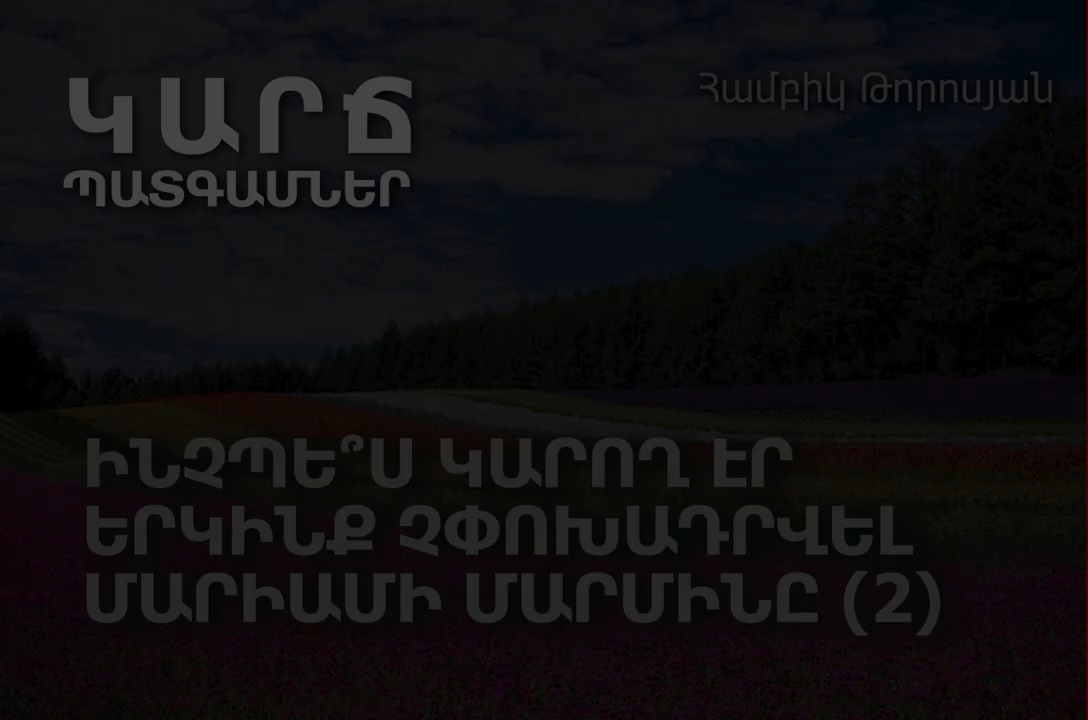 ԿԱՐՃ
ՊԱՏԳԱՄՆԵՐ
Համբիկ Թորոսյան
ԻՆՉՊԵ՞Ս ԿԱՐՈՂ ԷՐ
ԵՐԿԻՆՔ ՉՓՈԽԱԴՐՎԵԼ
ՄԱՐԻԱՄԻ ՄԱՐՄԻՆԸ (2)